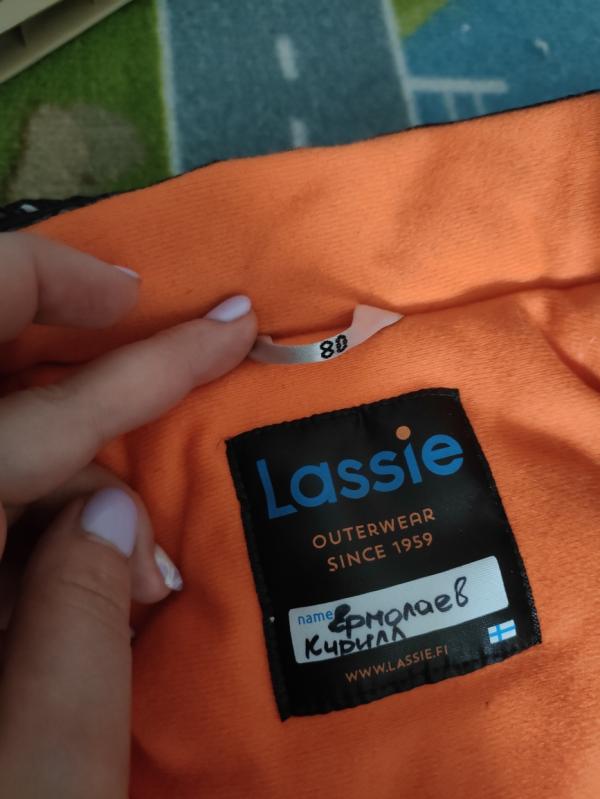 80
Lassie
OUTERWEAR
SINCE 1959
name Ермолаев
Кирилл
WWW.LASSIE.FI